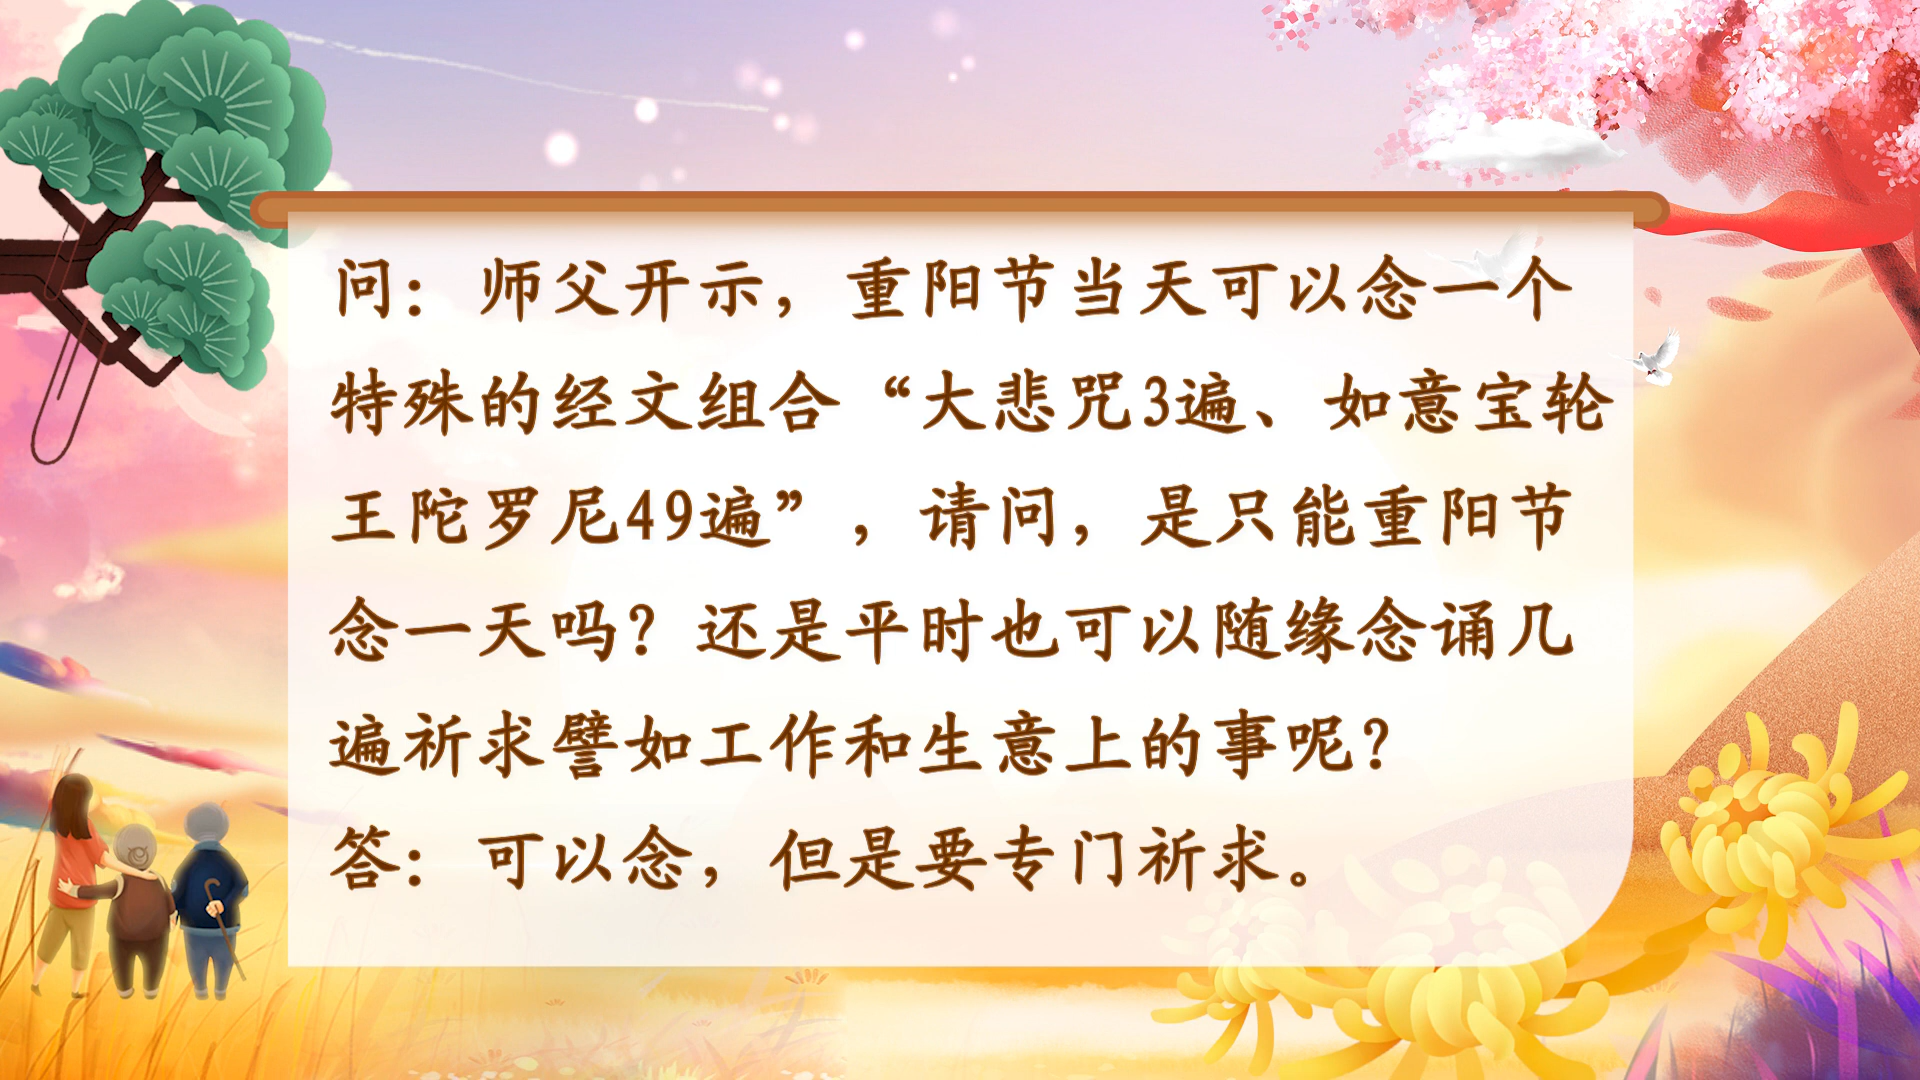 问：师父开示，重阳节当天可以念一个
特殊的经文组合“大悲咒3遍、如意宝轮
王陀罗尼49遍”，请问，是只能重阳节
念一天吗？还是平时也可以随缘念诵几
遍祈求譬如工作和生意上的事呢？
答：可以念，但是要专门祈求。